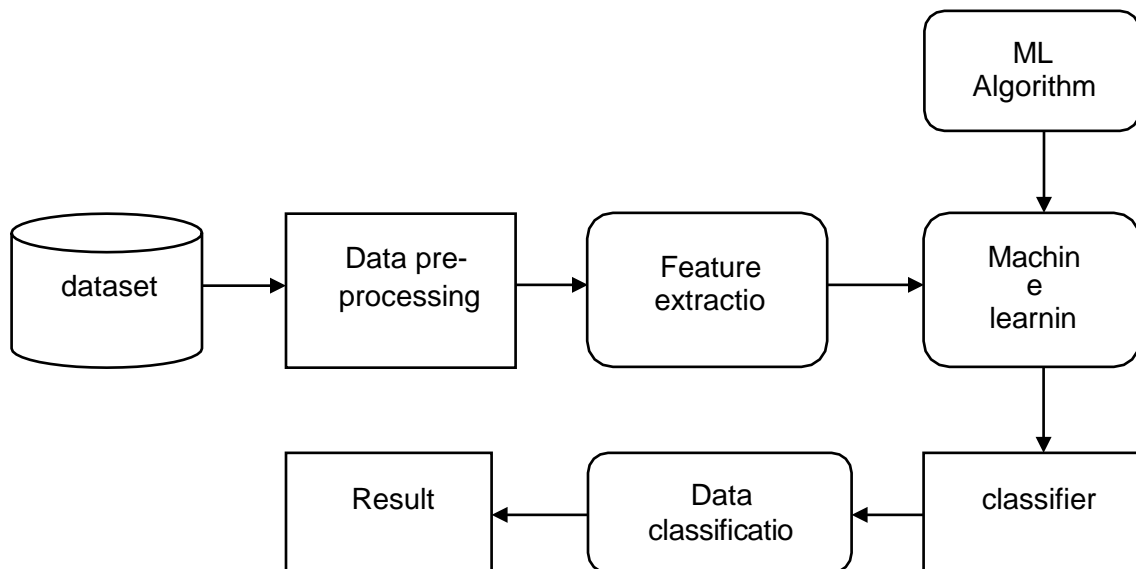 ML
Algorithm
dataset
Data pre-
processing
Feature
extractio
Machin
e
learnin
Result
Data
classificatio
classifier